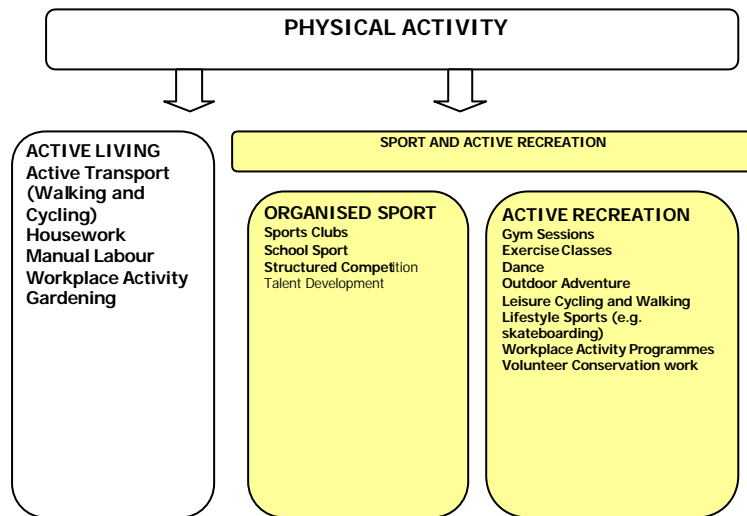 PHYSICAL ACTIVITY
ACTIVE LIVING
Active Transport
(Walking and
Cycling)
Housework
Manual Labour
Workplace Activity
Gardening
SPORT AND ACTIVE RECREATION
ORGANISED SPORT
Sports Clubs
School Sport
Structured Competition
Talent Development
ACTIVE RECREATION
Gym Sessions
Exercise Classes
Dance
Outdoor Adventure
Leisure Cycling and Walking
Lifestyle Sports (e.g.
skateboarding)
Workplace Activity Programmes
Volunteer Conservation work